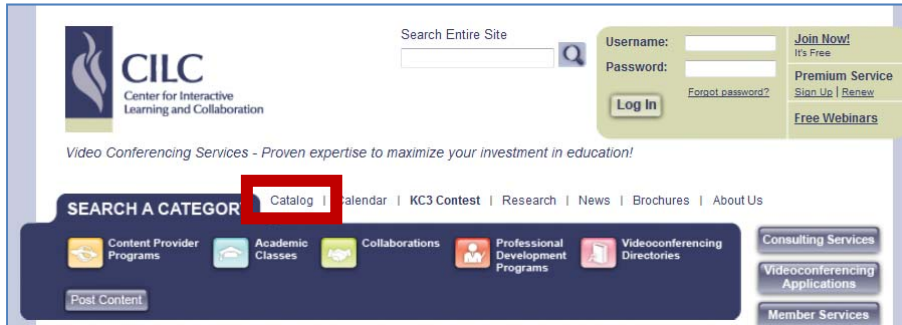 Search Entire Site
CILC
Center for Interactive
Learning and Collaboration
Username:
Password:
Forgot password?
Log In
Join Now!
It's Free
Premium Service
Sign Up | Renew
Free Webinars
Video Conferencing Services - Proven expertise to maximize your investment in education!
SEARCH A CATEGOR
Catalog | Calendar | KC3 Contest | Research | News | Brochures | About Us
Content Provider
Programs
Academic
Classes
Collaborations
Professional
Development
Programs
Videoconferencing
Directories
Post Content
Consulting Services
Videoconferencing
Applications
Member Services